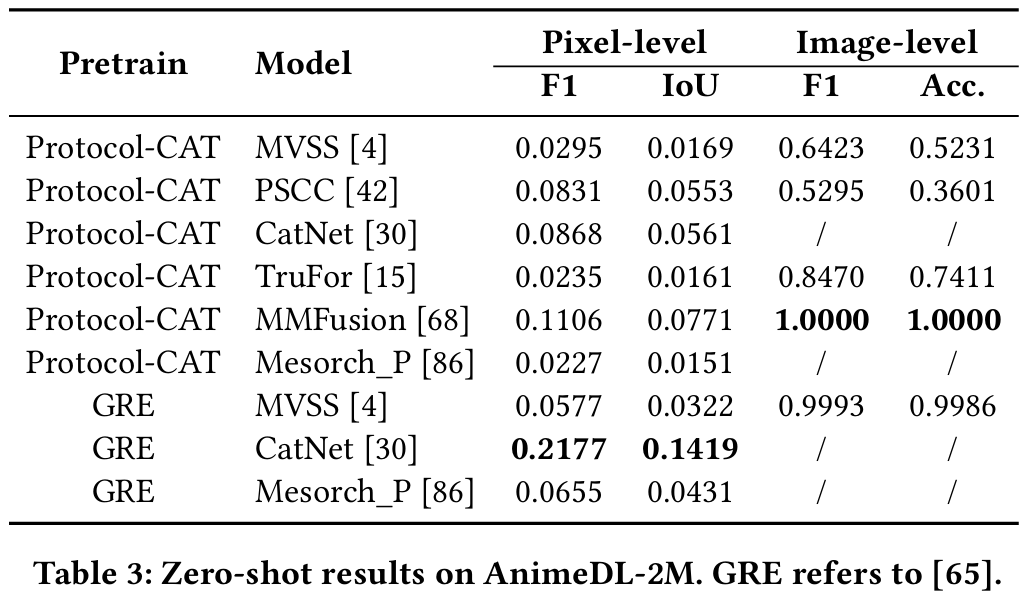 Pretrain Model Pixel-level Image-level
F1 IoU F1 Acc.
Protocol-CAT MVSS [4] 0.0295 0.0169 0.6423 0.5231
Protocol-CAT PSCC [42] 0.0831 0.0553 0.5295 0.3601
Protocol-CAT CatNet [30] 0.0868 0.0561 / /
Protocol-CAT TruFor [15] 0.0235 0.0161 0.8470 0.7411
Protocol-CAT MMFusion [68] 0.1106 0.0771 1.0000 1.0000
Protocol-CAT Mesorch_P [86] 0.0227 0.0151 / /
GRE MVSS [4] 0.0577 0.0322 0.9993 0.9986
GRE CatNet [30] 0.2177 0.1419 / /
GRE Mesorch_P [86] 0.0655 0.0431 / /
Table 3: Zero-shot results on AnimeDL-2M. GRE refers to [65].